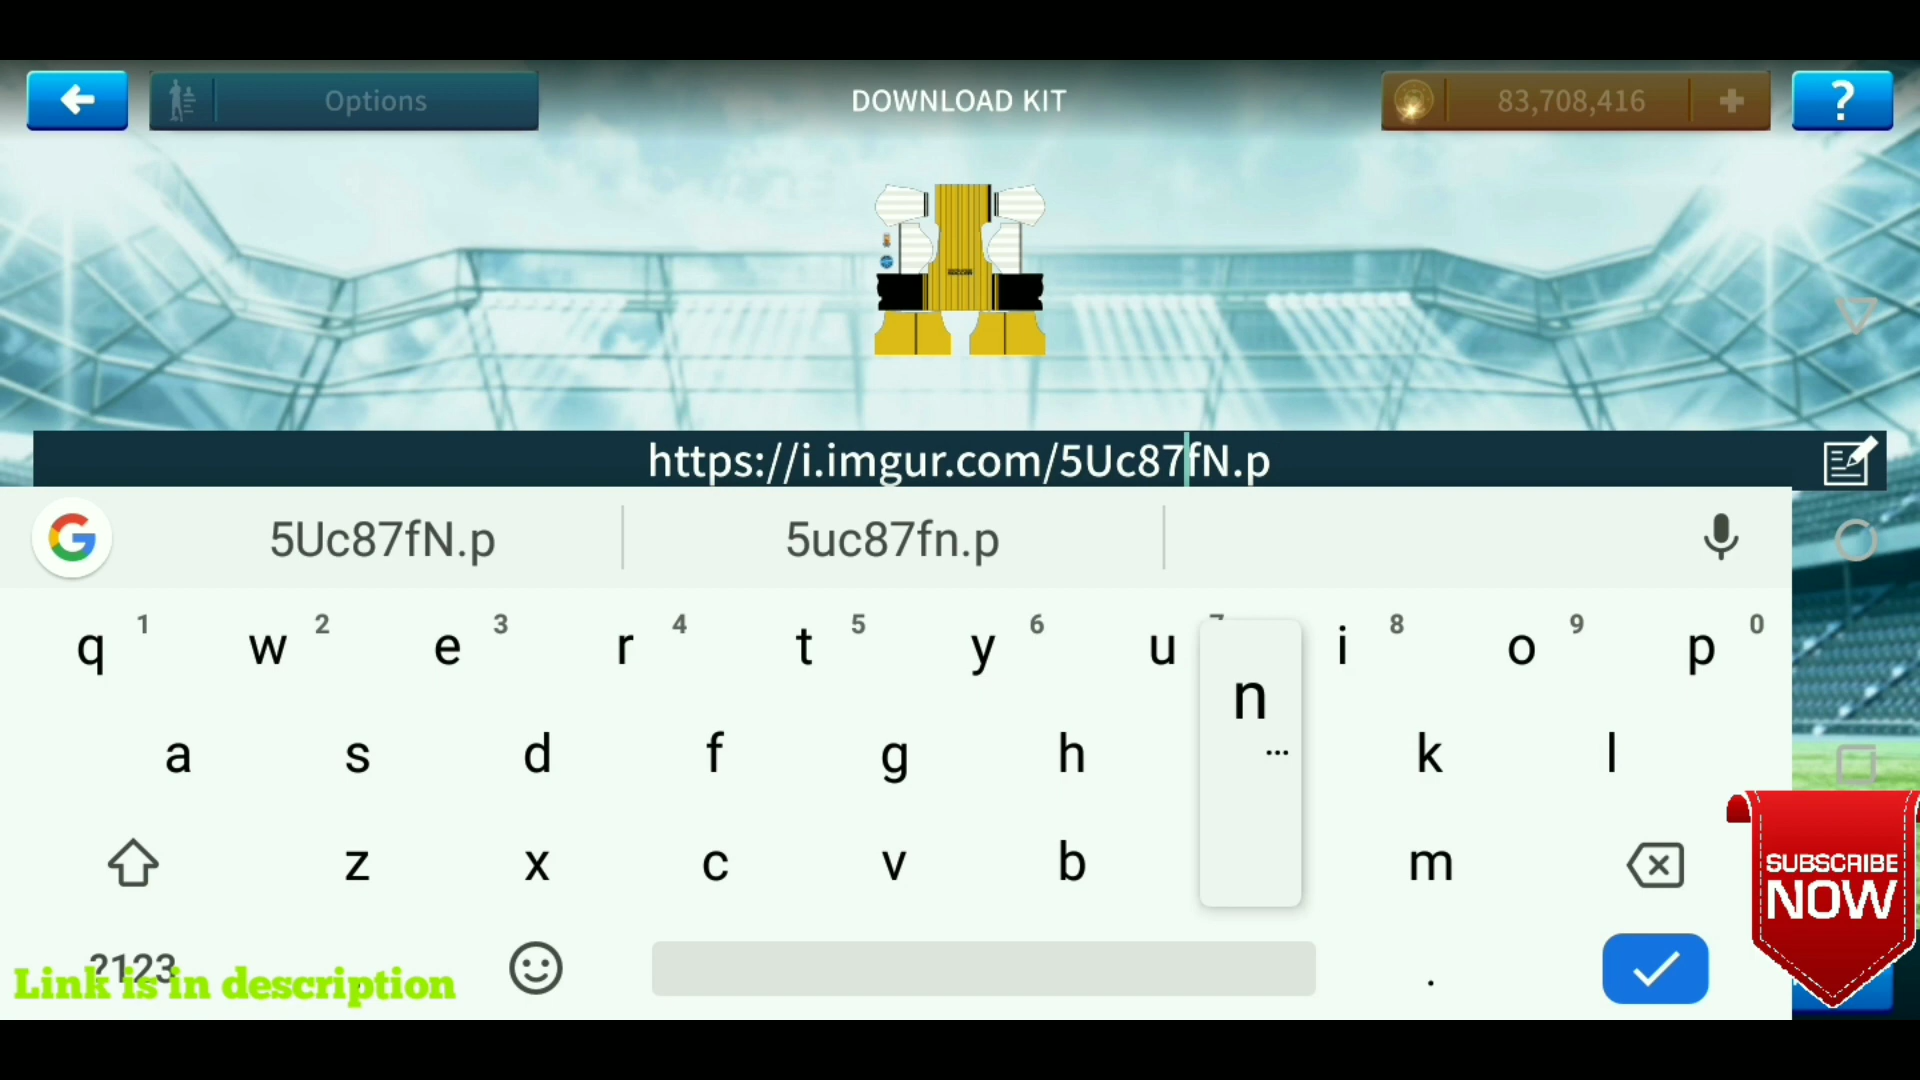 Options
DOWNLOAD KIT
83,708,416
?
https://i.imgur.com/5Uc87fN.p
G
5Uc87fN.p
5uc87fn.p
q 1 w 2 e 3 r 4 t 5 y 6 u 7 i 8 o 9 p 0
n
...
a s d f g h k l
z x c v b m
SUBSCRIBE
NOW
?123
.
Link is in description